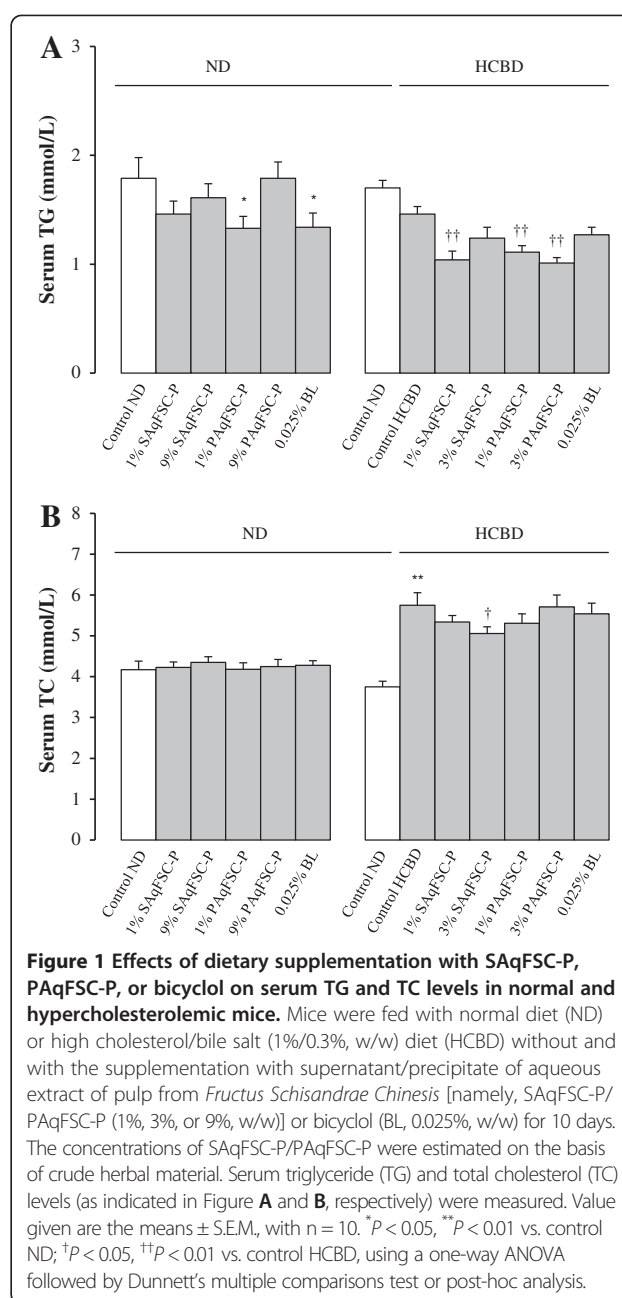 A
ND
HCBD
Serum TG (mmol/L)
3
2
1
0
*
*
††
††
††
Control ND
1% SAqFSC-P
9% SAqFSC-P
1% PAqFSC-P
9% PAqFSC-P
0.025% BL
Control ND
Control HCBD
1% SAqFSC-P
3% SAqFSC-P
1% PAqFSC-P
3% PAqFSC-P
0.025% BL
B
ND
HCBD
Serum TC (mmol/L)
8
7
6
5
4
3
2
1
0
**
†
Control ND
1% SAqFSC-P
9% SAqFSC-P
1% PAqFSC-P
9% PAqFSC-P
0.025% BL
Control ND
Control HCBD
1% SAqFSC-P
3% SAqFSC-P
1% PAqFSC-P
3% PAqFSC-P
0.025% BL
Figure 1 Effects of dietary supplementation with SAqFSC-P,
PAqFSC-P, or bicyclol on serum TG and TC levels in normal and
hypercholesterolemic mice. Mice were fed with normal diet (ND)
or high cholesterol/bile salt (1%/0.3%, w/w) diet (HCBD) without and
with the supplementation with supernatant/precipitate of aqueous
extract of pulp from Fructus Schisandrae Chinesis [namely, SAqFSC-P/
PAqFSC-P (1%, 3%, or 9%, w/w)] or bicyclol (BL, 0.025%, w/w) for 10 days.
The concentrations of SAqFSC-P/PAqFSC-P were estimated on the basis
of crude herbal material. Serum triglyceride (TG) and total cholesterol (TC)
levels (as indicated in Figure A and B, respectively) were measured. Value
given are the means ± S.E.M., with n = 10. *P < 0.05, **P < 0.01 vs. control
ND; †P < 0.05, ††P < 0.01 vs. control HCBD, using a one-way ANOVA
followed by Dunnett's multiple comparisons test or post-hoc analysis.